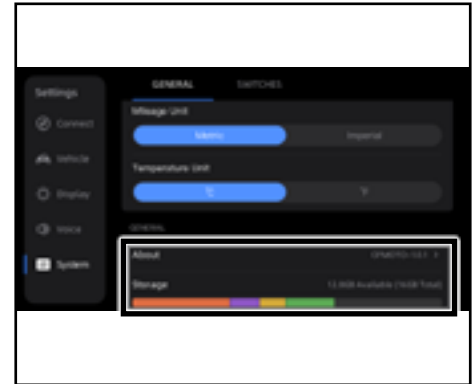 GENERAL SWITCHES
Settings
Mileage Unit
Connect
Metric Imperial
Vehicle
Temperature Unit
Display
°C °F
Voice
GENERAL
System
About
Storage